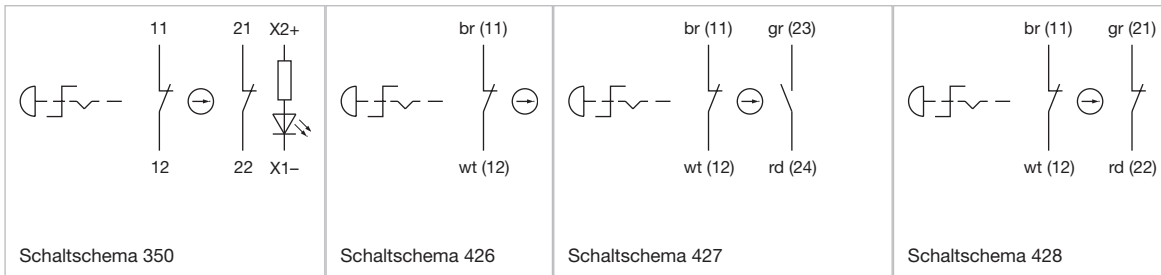 11 21 X2+
12 22 X1−
Schaltschema 350
br (11)
wt (12)
Schaltschema 426
br (11) gr (23)
wt (12) rd (24)
Schaltschema 427
br (11) gr (21)
wt (12) rd (22)
Schaltschema 428